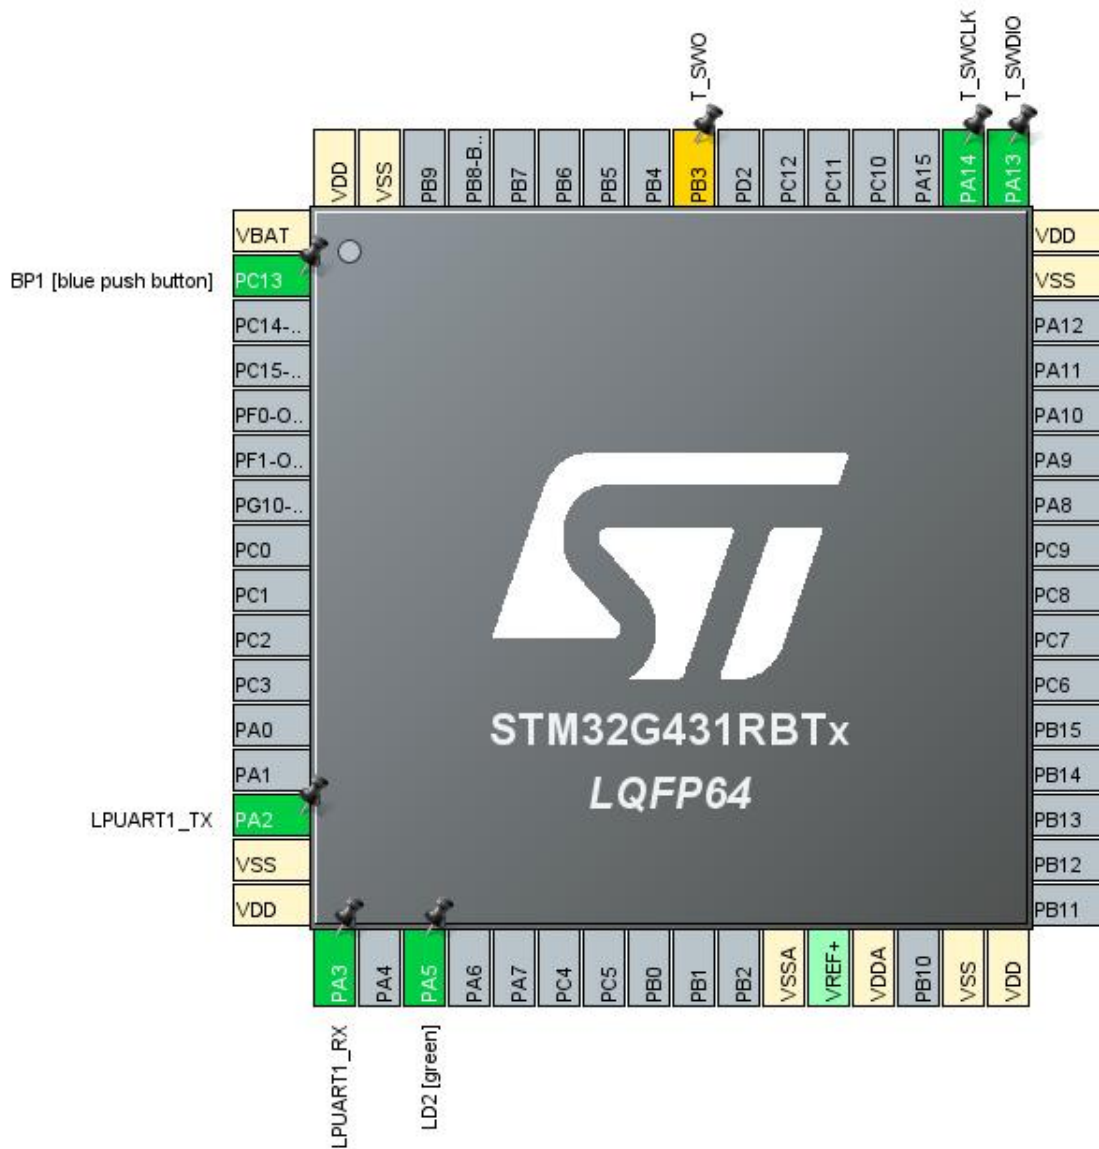 T_SWO
T_SWCLK
T_SWDIO
VDD
VSS
PB9
PB8-B..
PB7
PB6
PB5
PB4
PB3
PD2
PC12
PC11
PC10
PA15
PA14
PA13
BP1 [blue push button]
LPUART1_TX
VBAT
PC13
PC14-..
PC15-..
PF0-O..
PF1-O..
PG10-..
PC0
PC1
PC2
PC3
PA0
PA1
PA2
VSS
VDD
ST
STM32G431RBTx
LQFP64
VDD
VSS
PA12
PA11
PA10
PA9
PA8
PC9
PC8
PC7
PC6
PB15
PB14
PB13
PB12
PB11
PA3
PA4
PA5
PA6
PA7
PC4
PC5
PB0
PB1
PB2
VSSA
VREF+
VDDA
PB10
VSS
VDD
LPUART1_RX
LD2 [green]